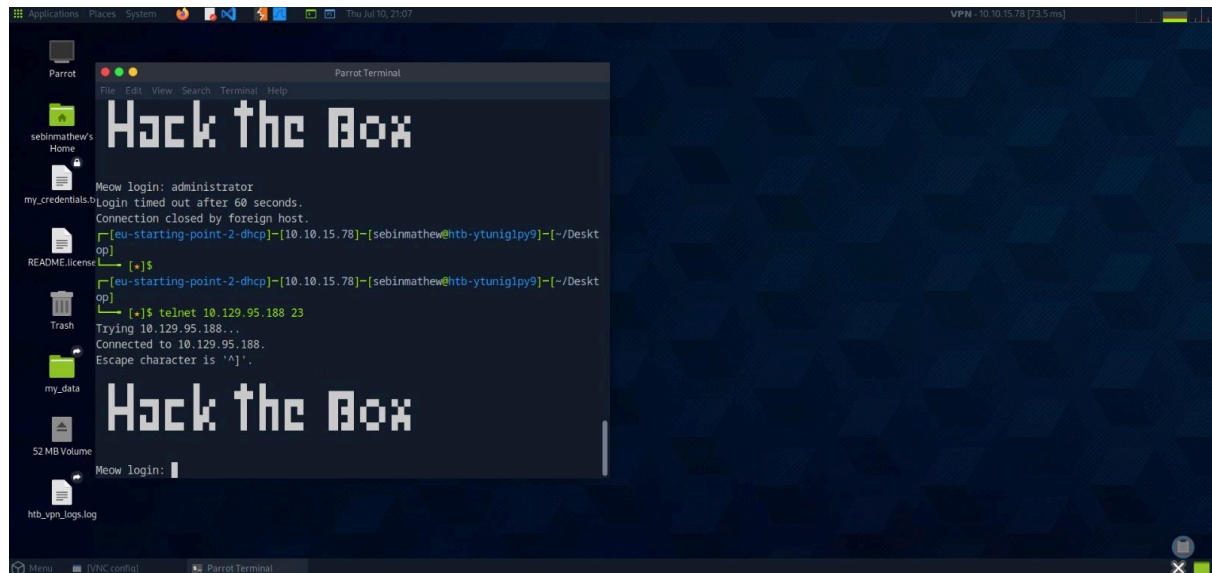 Applications Places System Thu Jul 10, 21:07 VPN - 10.10.15.78 [73.5 ms]
Parrot
sebinmathew's
Home
my_credentials.t
README.license
Trash
my_data
52 MB Volume
htb_vpn_logs.log
Parrot Terminal
File Edit View Search Terminal Help
Hack The Box
Meow login: administrator
Login timed out after 60 seconds.
Connection closed by foreign host.
┌─[eu-starting-point-2-dhcp]─[10.10.15.78]─[sebinmathew@htb-ytunig1py9]─[~/Deskt
op]
└──╼ [★]$
┌─[eu-starting-point-2-dhcp]─[10.10.15.78]─[sebinmathew@htb-ytunig1py9]─[~/Deskt
op]
└──╼ [★]$ telnet 10.129.95.188 23
Trying 10.129.95.188...
Connected to 10.129.95.188.
Escape character is '^]'.
Hack The Box
Meow login:
Menu [VNC config] Parrot Terminal